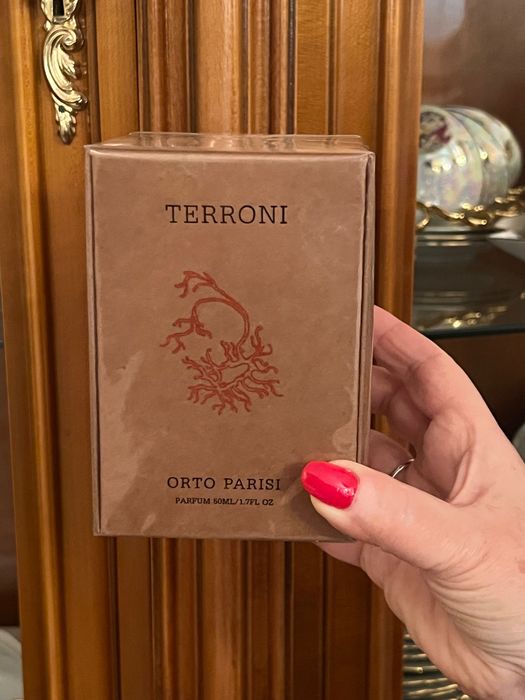 TERRONI
ORTO PARISI
PARFUM 50ML/1.7FL OZ